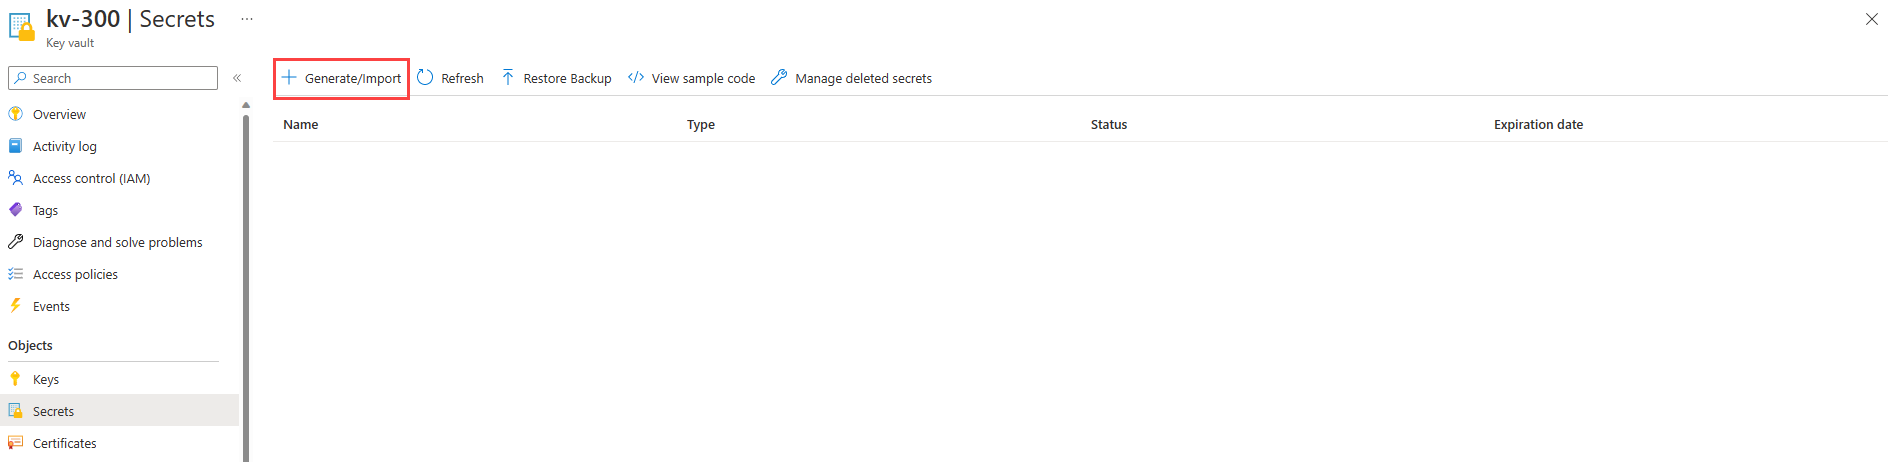 kv-300 | Secrets ...
Key vault
Search
Generate/Import Refresh Restore Backup View sample code Manage deleted secrets
Overview
Activity log
Access control (IAM)
Tags
Diagnose and solve problems
Access policies
Events
Objects
Keys
Secrets
Certificates
Name Type Status Expiration date